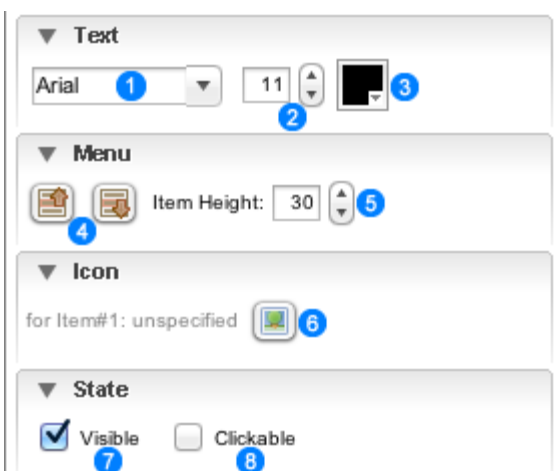 Text
Arial 1 11 3
2
Menu
Item Height: 30 5
4
Icon
for Item#1: unspecified 6
State
Visible Clickable
7 8